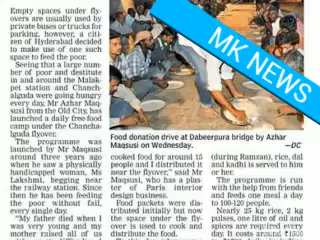 Empty spaces under fly-
overs are usually used by
private buses or trucks for
parking, however, a citi-
zen of Hyderabad decided
to make use of one such
space to feed the poor.
Seeing that a large num-
ber of poor and destitute
in and around the Malak-
pet station and Chanch-
alguda were going hungry
every day, Mr Azhar Maq-
susi from the Old City, has
launched a daily free-food
camp under the Chancha-
lguda flyover.
The programme was
launched by Mr Maqsusi
around three years ago
when he saw a physically
handicapped woman, Ms
Lakshmi, begging near
the railway station. Since
then he has been feeding
the poor without fail,
every single day.
"My father died when I
was very young and my
mother raised all of us
MK NEWS
Food donation drive at Dabeerpura bridge by Azhar
Maqsusi on Wednesday.
—DC
cooked food for around 15
people and I distributed it
near the flyover," said Mr
Maqsusi, who has a plas-
ter of Paris interior
design business.
Food packets were
distributed initially but now
the space under the fly-
over is used to cook and
distribute the food.
(during Ramzan), rice, dal
and kadhi is served to him
or her.
The programme is run
with the help from friends
and feeds one meal a day
to 100-120 people.
Nearly 25 kg rice, 2 kg
pulses, one litre of oil and
spices are required every
day. It costs around ₹1500